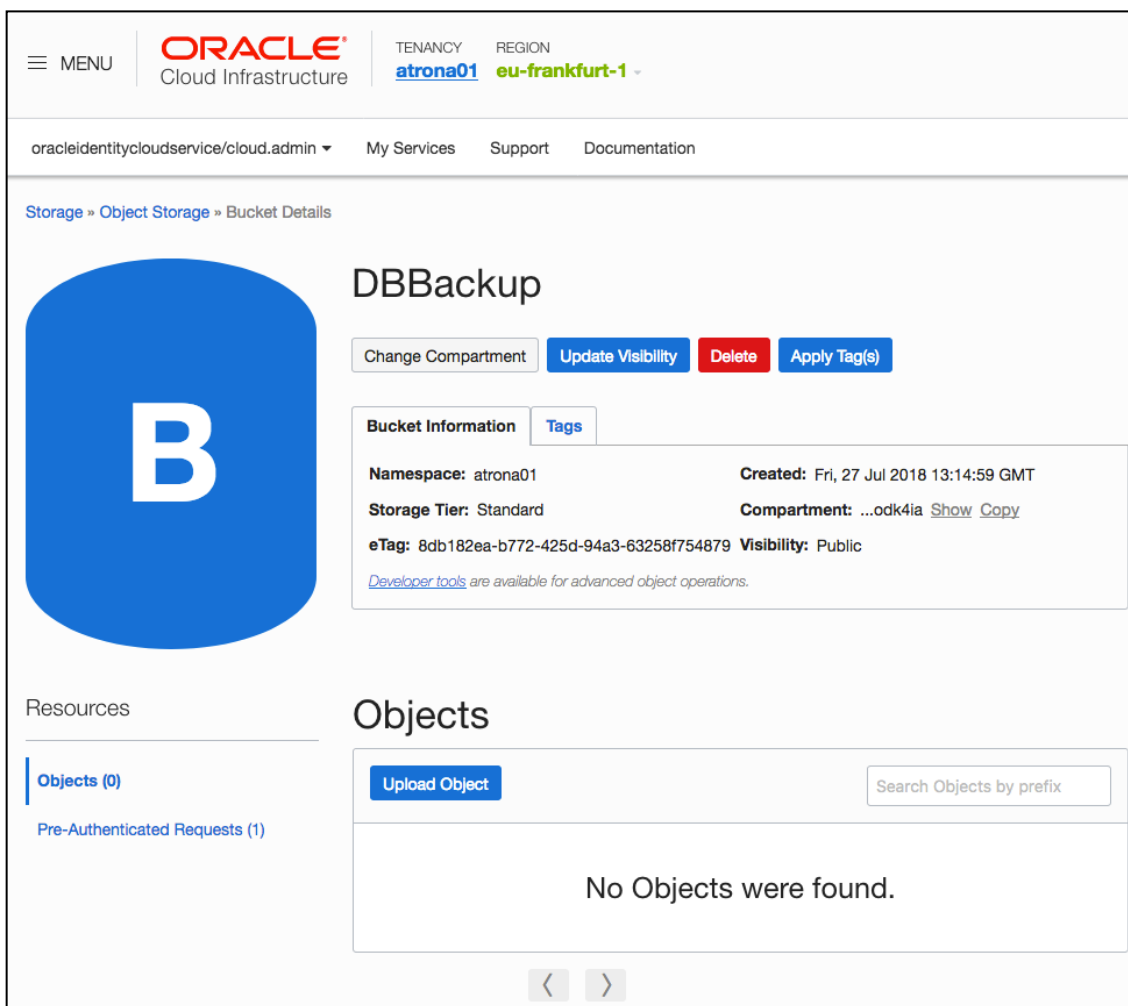 MENU
ORACLE
Cloud Infrastructure
TENANCY REGION
atrona01 eu-frankfurt-1
oracleidentitycloudservice/cloud.admin My Services Support Documentation
Storage » Object Storage » Bucket Details
B
DBBackup
Change Compartment Update Visibility Delete Apply Tag(s)
Bucket Information Tags
Namespace: atrona01 Created: Fri, 27 Jul 2018 13:14:59 GMT
Storage Tier: Standard Compartment: ...odk4ia Show Copy
eTag: 8db182ea-b772-425d-94a3-63258f754879 Visibility: Public
Developer tools are available for advanced object operations.
Resources
Objects (0)
Pre-Authenticated Requests (1)
Objects
Upload Object Search Objects by prefix
No Objects were found.